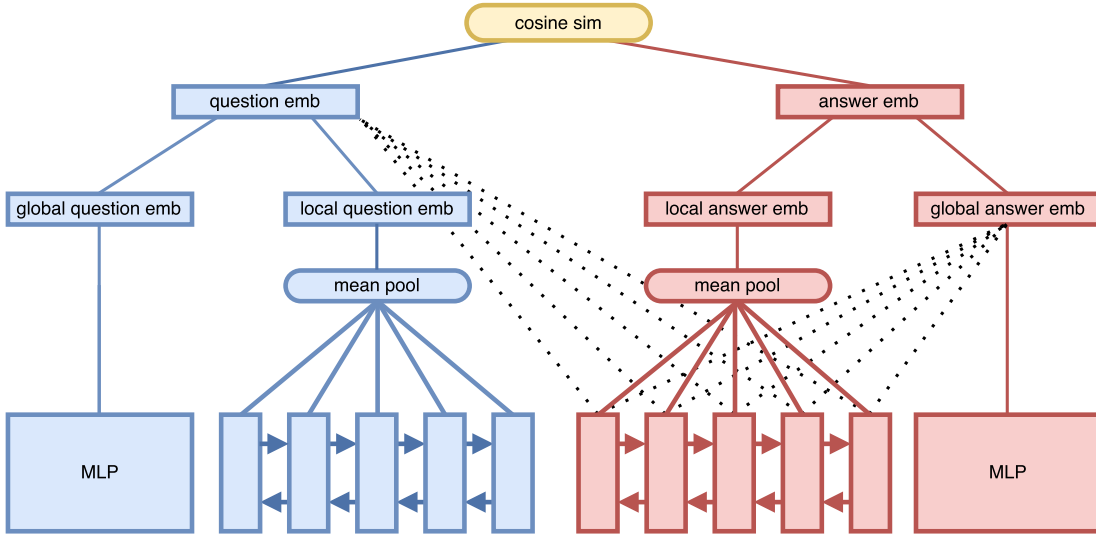 cosine sim
question emb
answer emb
global question emb
local question emb
local answer emb
global answer emb
mean pool
mean pool
MLP
MLP